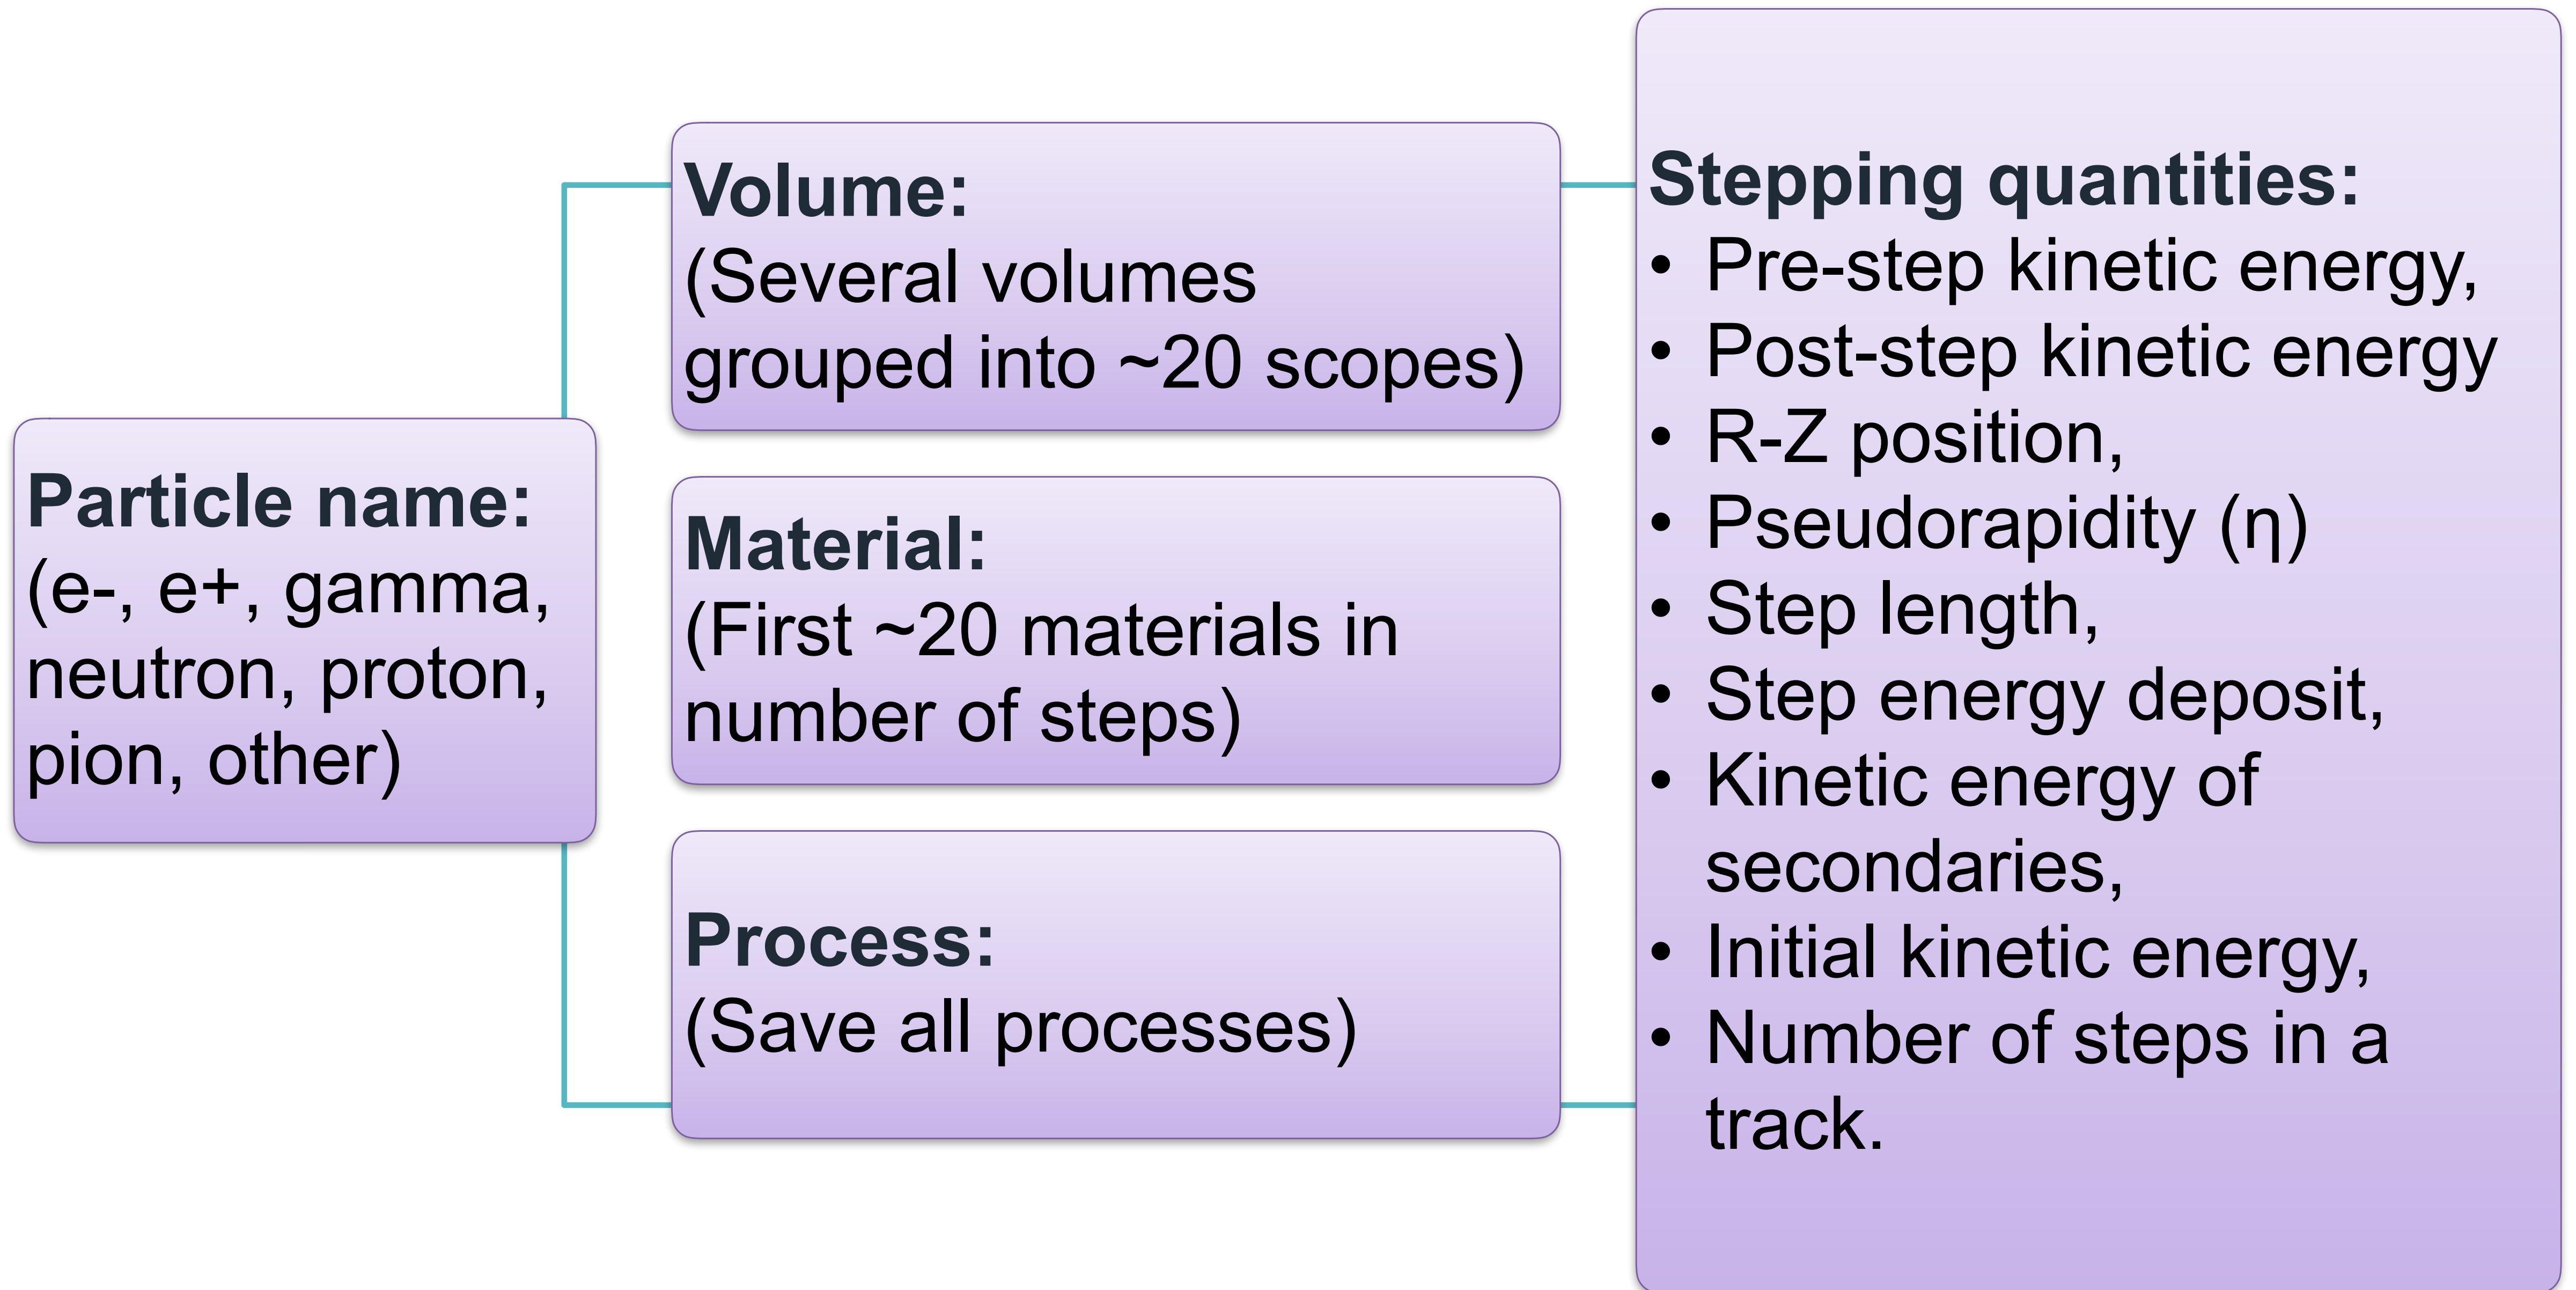 Particle name:
(e-, e+, gamma,
neutron, proton,
pion, other)
Volume:
(Several volumes
grouped into ~20 scopes)
Material:
(First ~20 materials in
number of steps)
Process:
(Save all processes)
Stepping quantities:
• Pre-step kinetic energy,
• Post-step kinetic energy
• R-Z position,
• Pseudorapidity (η)
• Step length,
• Step energy deposit,
• Kinetic energy of
secondaries,
• Initial kinetic energy,
• Number of steps in a
track.